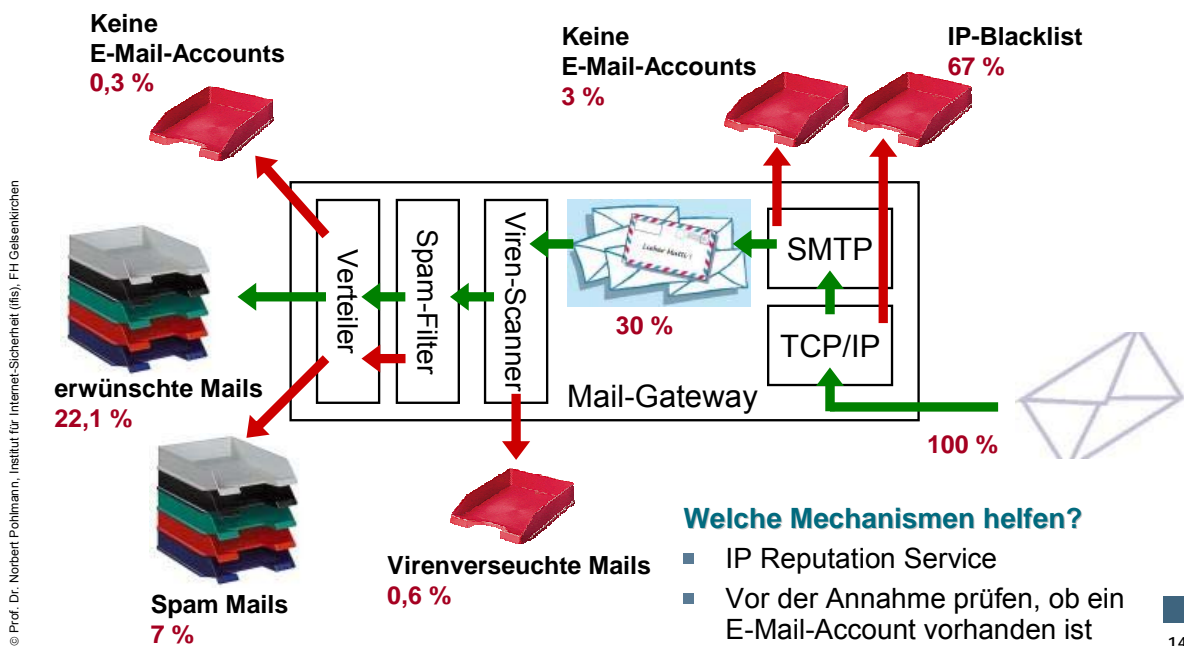 Keine
E-Mail-Accounts
0,3 %
Keine
E-Mail-Accounts
3 %
IP-Blacklist
67 %
© Prof. Dr. Norbert Pohlmann, Institut für Internet-Sicherheit (ifis), FH Gelsenkirchen
Verteiler
Spam-Filter
Viren-Scanner
Lieber Matti !
SMTP
30 %
TCP/IP
Mail-Gateway
erwünschte Mails
22,1 %
100 %
Spam Mails
7 %
Virenverseuchte Mails
0,6 %
Welche Mechanismen helfen?
IP Reputation Service
Vor der Annahme prüfen, ob ein
E-Mail-Account vorhanden ist
14